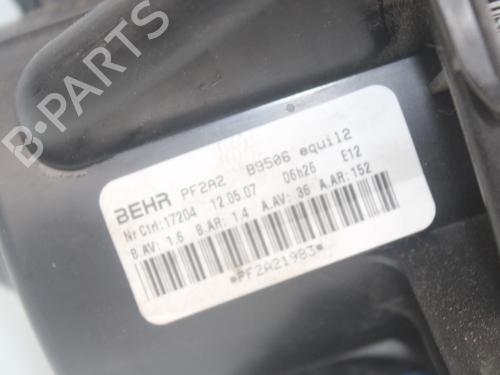 B-PARTS
BEHR PF2A2 B9506 equil2
Nr Ctrl:17204 12.05.07 06h26 E12
B.AV: 1.6 B.AR: 1.4 A.AV: 36 A.AR:152
*PF2A21983*